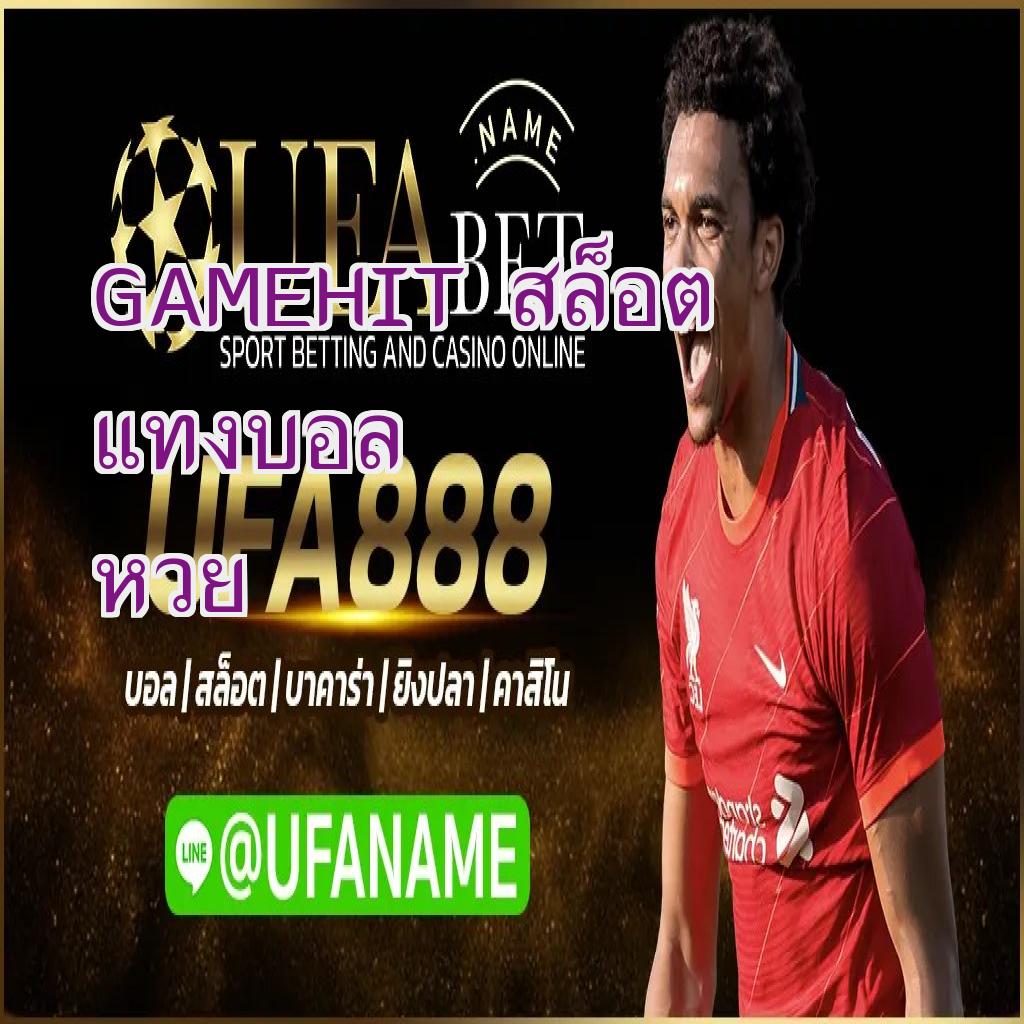 .NAME
UFABET
GAMEHIT สล็อต
SPORT BETTING AND CASINO ONLINE
แทงบอล
UFA888
หวย
บอล | สล็อต | บาคาร่า | ยิงปลา | คาสิโน
LINE @UFANAME